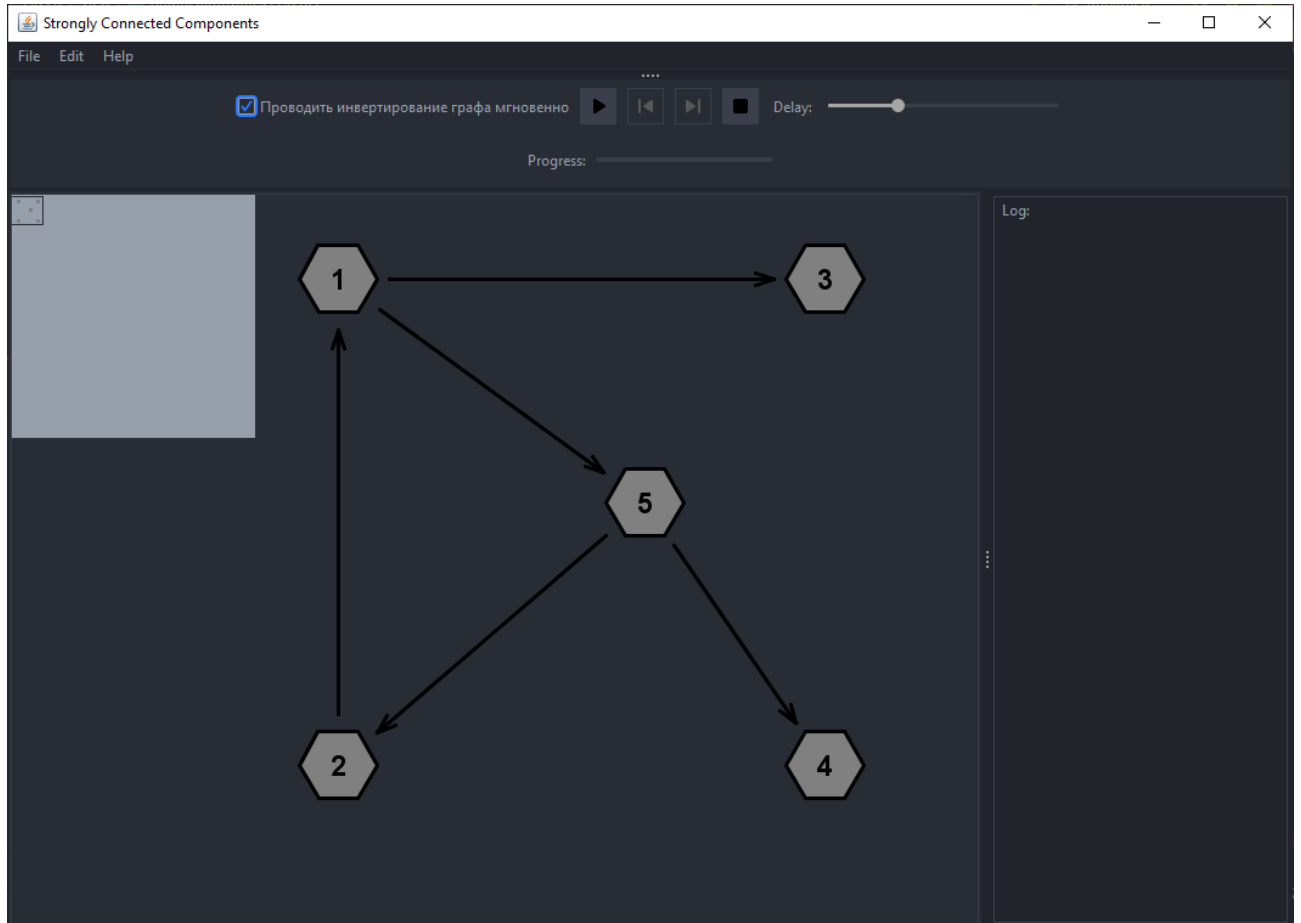 Strongly Connected Components
File Edit Help
Проводить инвертирование графа мгновенно Delay:
Progress:
Log:
1
3
5
2
4